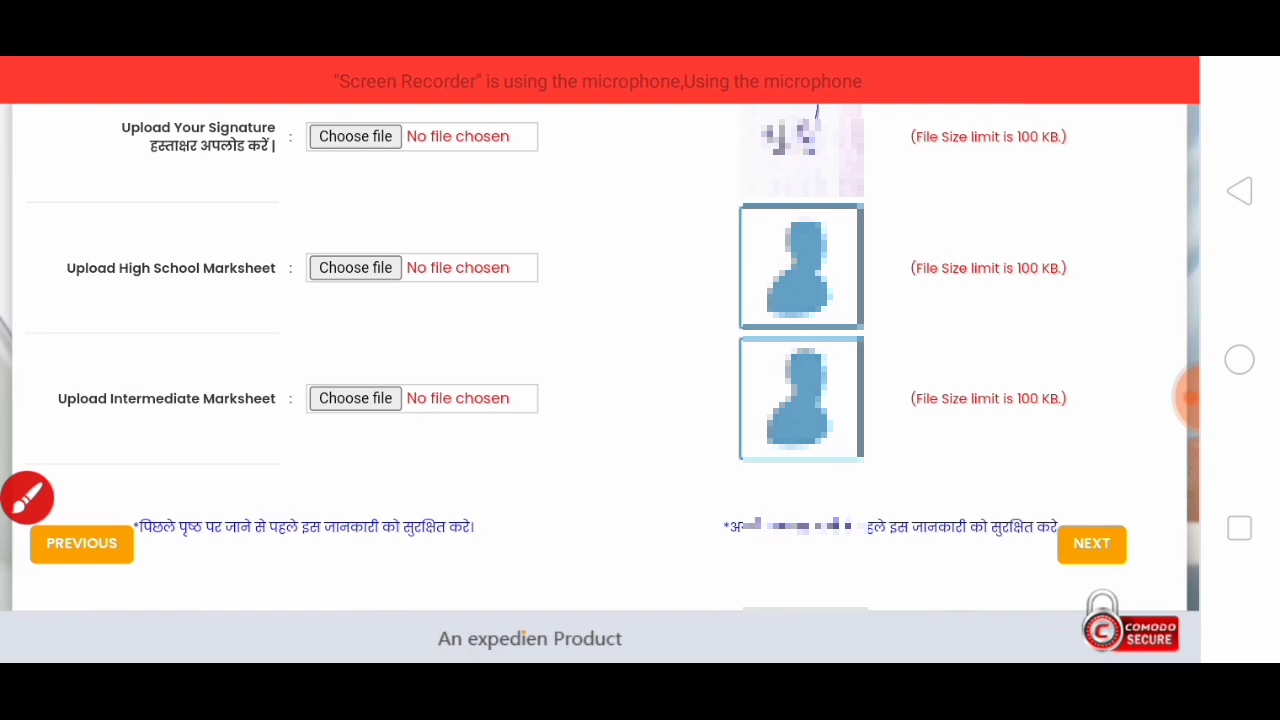 "Screen Recorder" is using the microphone,Using the microphone
Upload Your Signature
हस्ताक्षर अपलोड करें |
:
Choose file No file chosen
(File Size limit is 100 KB.)
Upload High School Marksheet :
Choose file No file chosen
(File Size limit is 100 KB.)
Upload Intermediate Marksheet :
Choose file No file chosen
(File Size limit is 100 KB.)
*पिछले पृष्ठ पर जाने से पहले इस जानकारी को सुरक्षित करे।
इस जानकारी को सुरक्षित करे
PREVIOUS
NEXT
An expedien Product
COMODO
SECURE